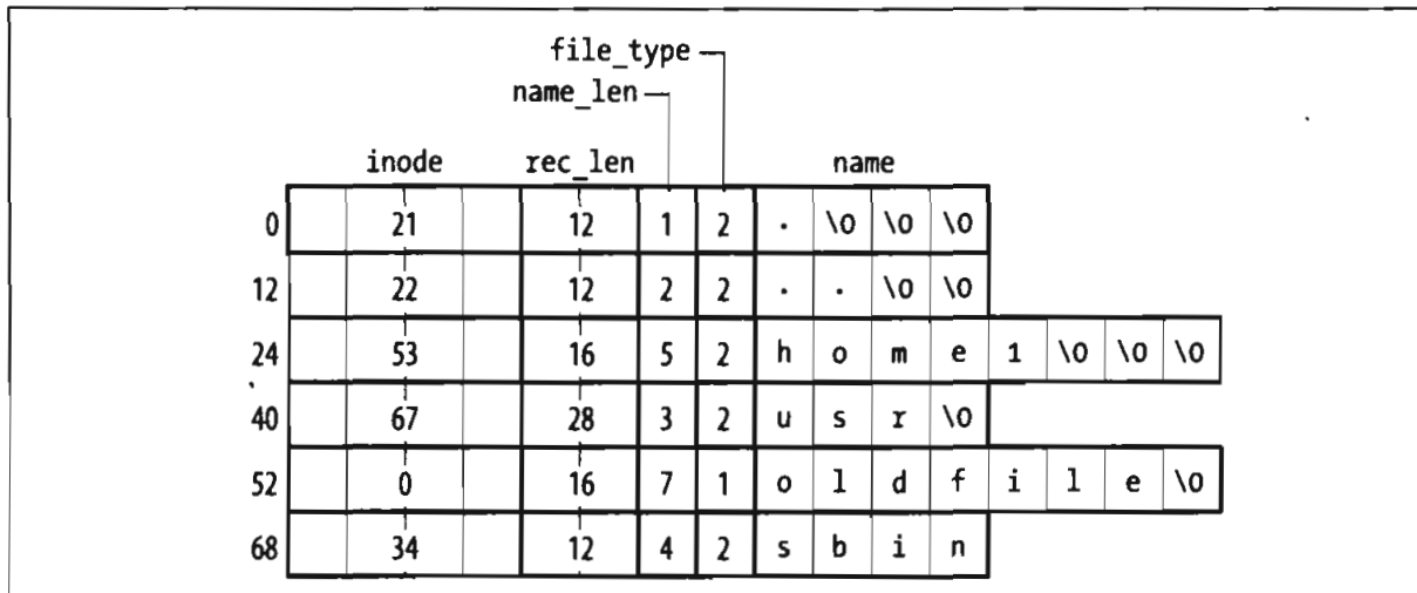 file_type
name_len
inode rec_len name
0 21 12 1 2 . \0 \0 \0
12 22 12 2 2 . . \0 \0
24 53 16 5 2 h o m e 1 \0 \0 \0
40 67 28 3 2 u s r \0
52 0 16 7 1 o l d f i l e \0
68 34 12 4 2 s b i n